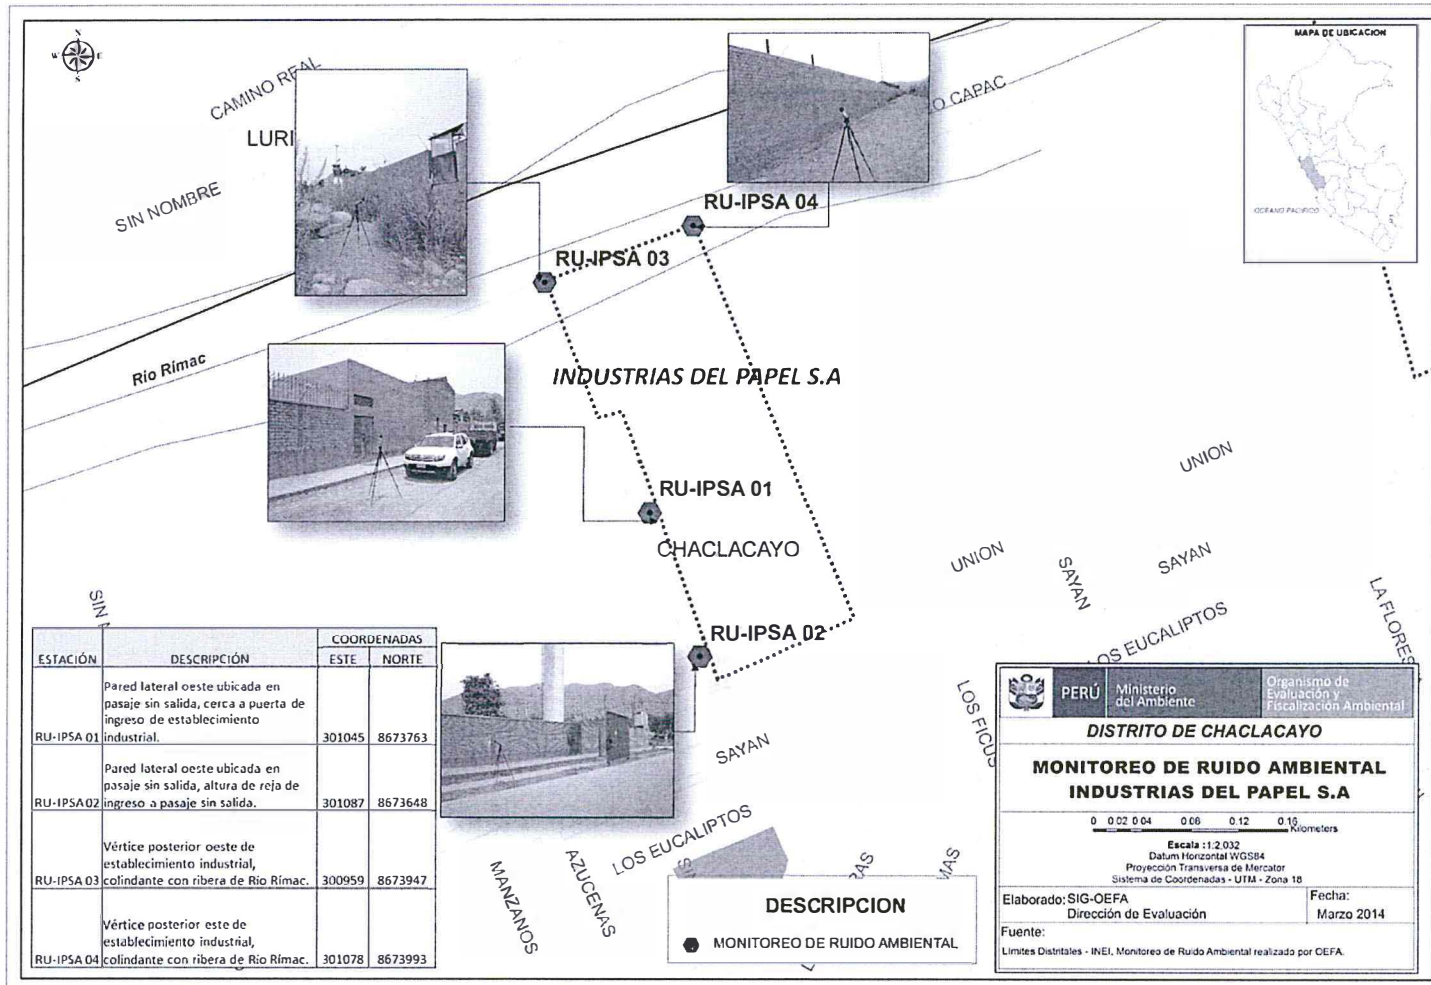 N
W
E
S
MAPA DE UBICACION
OCEANO PACIFICO
CAMINO REAL
LURI
O CAPAC
SIN NOMBRE
RU-IPSA 04
RU-IPSA 03
Río Rímac
INDUSTRIAS DEL PAPEL S.A
UNION
RU-IPSA 01
CHACLACAYO
UNION
SAYAN
SAYAN
SIN
LOS EUCALIPTOS
LA FLORES
RU-IPSA 02
LOS FICUS
SAYAN
LOS EUCALIPTOS
MANZANOS
AZUCENAS
RAS
MAS
ESTACIÓN DESCRIPCIÓN COORDENADAS
ESTE NORTE
Pared lateral oeste ubicada en
pasaje sin salida, cerca a puerta de
ingreso de establecimiento
RU-IPSA 01 industrial. 301045 8673763
Pared lateral oeste ubicada en
pasaje sin salida, altura de reja de
RU-IPSA 02 ingreso a pasaje sin salida. 301087 8673648
Vértice posterior oeste de
establecimiento industrial,
RU-IPSA 03 colindante con ribera de Río Rímac. 300959 8673947
Vértice posterior este de
establecimiento industrial,
RU-IPSA 04 colindante con ribera de Río Rímac. 301078 8673993
DESCRIPCION
MONITOREO DE RUIDO AMBIENTAL
PERÚ
Ministerio
del Ambiente
Organismo de
Evaluación y
Fiscalización Ambiental
DISTRITO DE CHACLACAYO
MONITOREO DE RUIDO AMBIENTAL
INDUSTRIAS DEL PAPEL S.A
0 0.02 0.04 0.08 0.12 0.16
Kilometers
Escala :1:2,032
Datum Horizontal WGS84
Proyección Transversa de Mercator
Sistema de Coordenadas - UTM - Zona 18
Elaborado: SIG-OEFA
Dirección de Evaluación
Fecha:
Marzo 2014
Fuente:
Límites Distritales - INEI, Monitoreo de Ruido Ambiental realizado por OEFA.